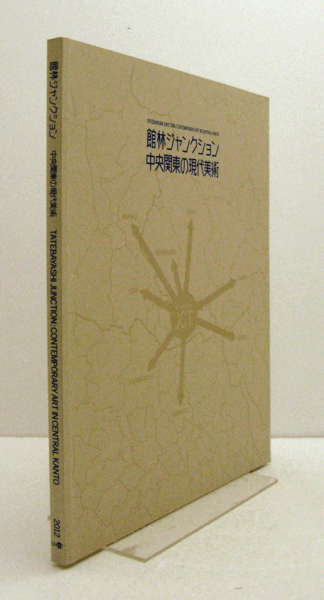 館林ジャンクション 中央関東の現代美術 TATEBAYASHI JUNCTION: CONTEMPORARY ART IN CENTRAL KANTO 2012
TATEBAYASHI JUNCTION: CONTEMPORARY ART IN CENTRAL KANTO
館林ジャンクション
中央関東の現代美術